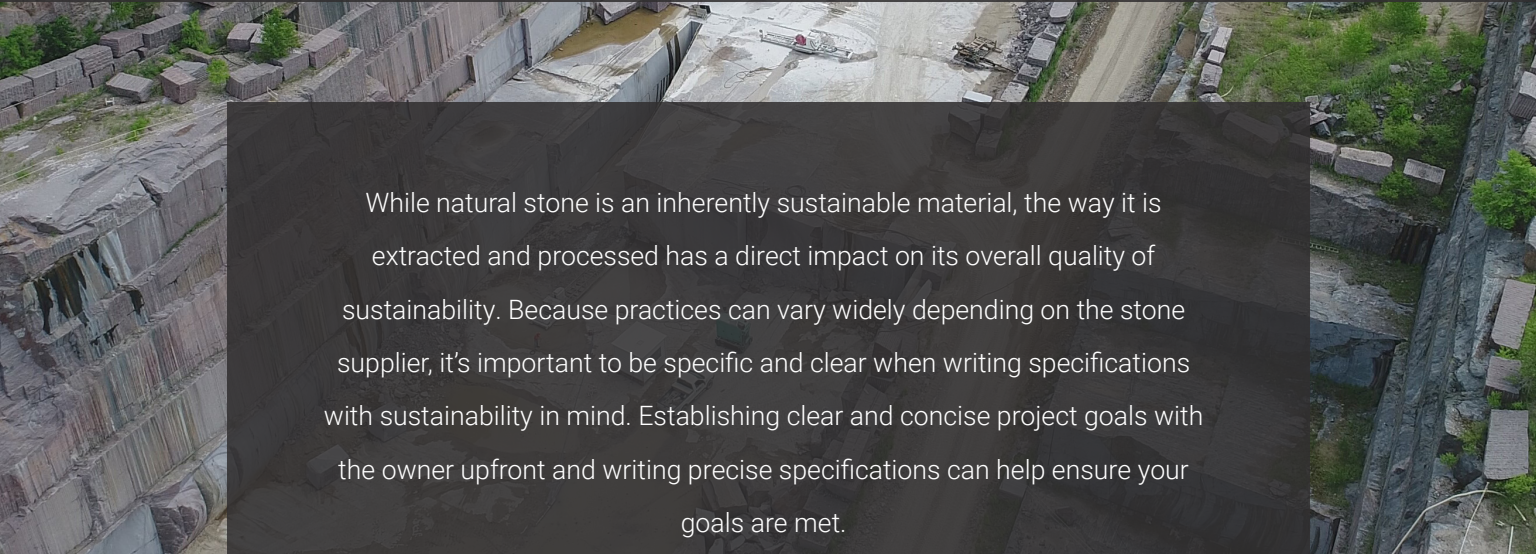 While natural stone is an inherently sustainable material, the way it is
extracted and processed has a direct impact on its overall quality of
sustainability. Because practices can vary widely depending on the stone
supplier, it’s important to be specific and clear when writing specifications
with sustainability in mind. Establishing clear and concise project goals with
the owner upfront and writing precise specifications can help ensure your
goals are met.